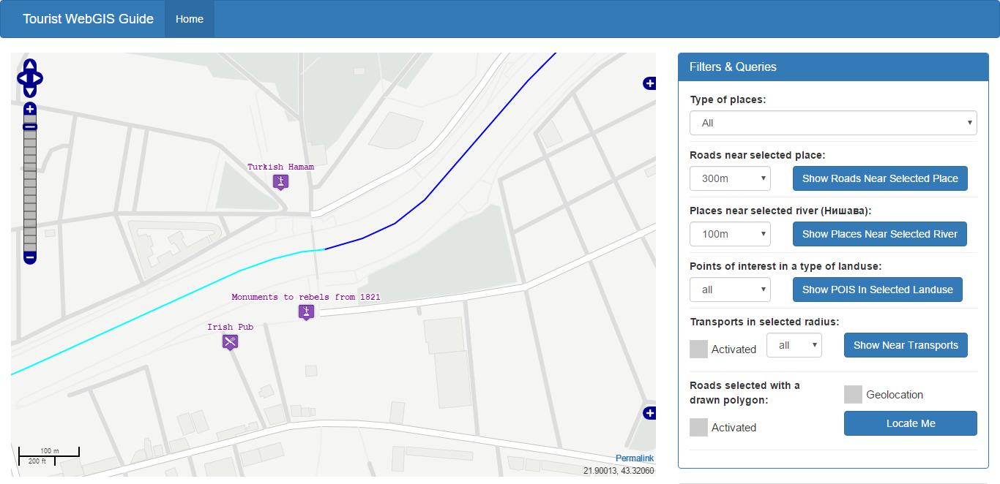 Tourist WebGIS Guide
Home
Turkish Hamam
Monuments to rebels from 1821
Irish Pub
100 m
200 ft
Permalink
21.90013, 43.32060
Filters & Queries
Type of places:
All
Roads near selected place:
300m
Show Roads Near Selected Place
Places near selected river (Нишава):
100m
Show Places Near Selected River
Points of interest in a type of landuse:
all
Show POIS In Selected Landuse
Transports in selected radius:
Activated
all
Show Near Transports
Roads selected with a
drawn polygon:
Activated
Geolocation
Locate Me